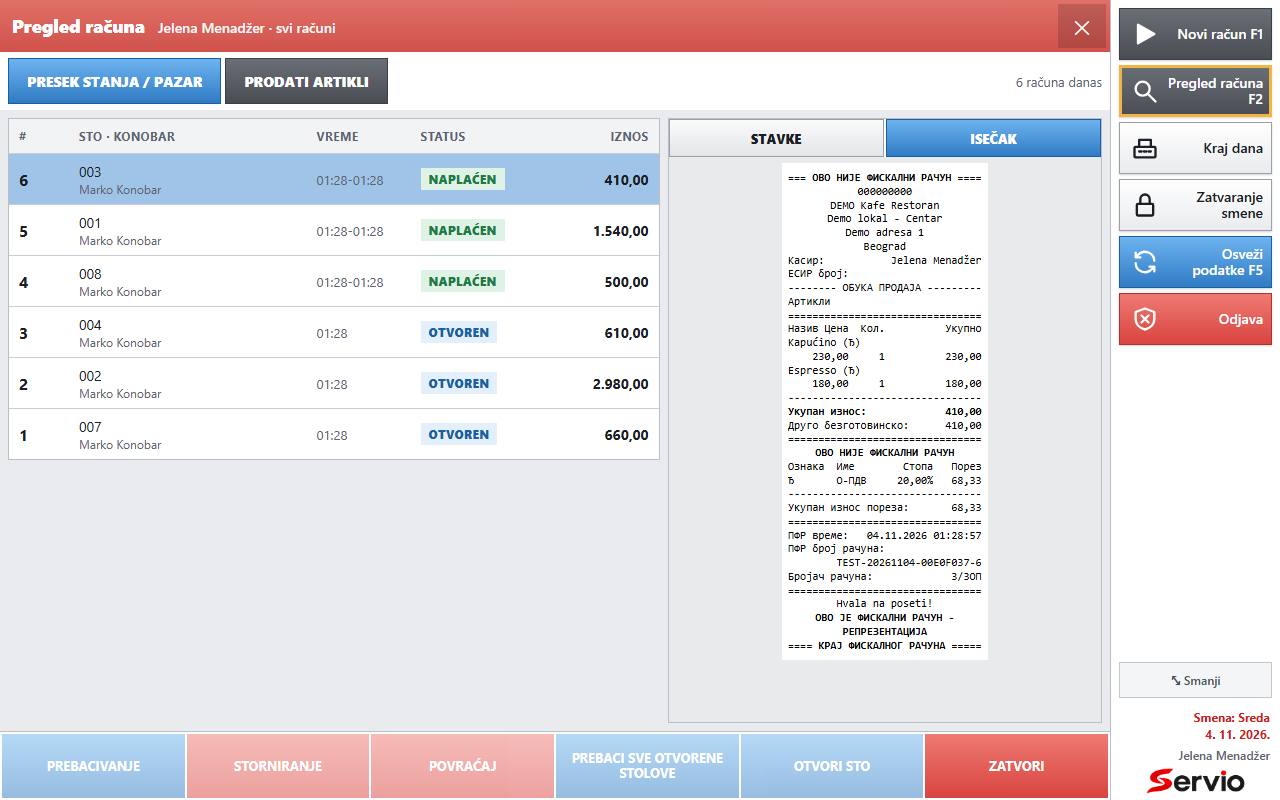 Pregled računa Jelena Menadžer · svi računi
PRESEK STANJA / PAZAR
PRODATI ARTIKLI
6 računa danas
# STO · KONOBAR VREME STATUS IZNOS
6 003 Marko Konobar 01:28-01:28 NAPLAĆEN 410,00
5 001 Marko Konobar 01:28-01:28 NAPLAĆEN 1.540,00
4 008 Marko Konobar 01:28-01:28 NAPLAĆEN 500,00
3 004 Marko Konobar 01:28 OTVOREN 610,00
2 002 Marko Konobar 01:28 OTVOREN 2.980,00
1 007 Marko Konobar 01:28 OTVOREN 660,00
STAVKE
ISEČAK
=== ОВО НИЈЕ ФИСКАЛНИ РАЧУН ====
000000000
DEMO Kafe Restoran
Demo lokal - Centar
Demo adresa 1
Beograd
Касир: Jelena Menadžer
ЕСИР број:
-------- ОБУКА ПРОДАЈА ---------
Артикли
================================
Назив Цена Кол. Укупно
Kapućino (Ђ)
230,00 1 230,00
Espresso (Ђ)
180,00 1 180,00
--------------------------------
Укупан износ: 410,00
Друго безготовинско: 410,00
================================
ОВО НИЈЕ ФИСКАЛНИ РАЧУН
Ознака Име Стопа Порез
Ђ О-ПДВ 20,00% 68,33
--------------------------------
Укупан износ пореза: 68,33
================================
ПФР време: 04.11.2026 01:28:57
ПФР број рачуна:
TEST-20261104-00E0F037-6
Бројач рачуна: 3/3ОП
================================
Hvala na poseti!
ОВО ЈЕ ФИСКАЛНИ РАЧУН -
РЕПРЕЗЕНТАЦИЈА
==== КРАЈ ФИСКАЛНОГ РАЧУНА =====
PREBACIVANJE
STORNIRANJE
POVRAĆAJ
PREBACI SVE OTVORENE
STOLOVE
OTVORI STO
ZATVORI
Novi račun F1
Pregled računa
F2
Kraj dana
Zatvaranje
smene
Osveži
podatke F5
Odjava
Smanji
Smena: Sreda
4. 11. 2026.
Jelena Menadžer
Servio